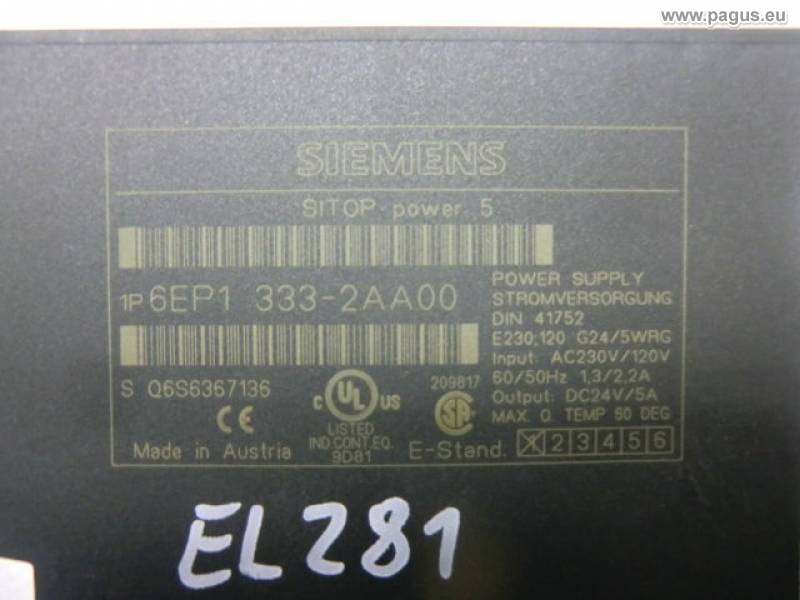 www.pagus.eu
SIEMENS
SITOP power 5
1P 6EP1 333-2AA00
S Q6S6367136
POWER SUPPLY
STROMVERSORGUNG
DIN 41752
E230;120 G24/5WRG
Input: AC230V/120V
60/50Hz 1,3/2,2A
Output: DC24V/5A
MAX. O. TEMP 60 DEG
CE
C UL US
LISTED
IND.CONT.EQ.
9D81
209817
SA
Made in Austria
E-Stand. X 2 3 4 5 6
EL281